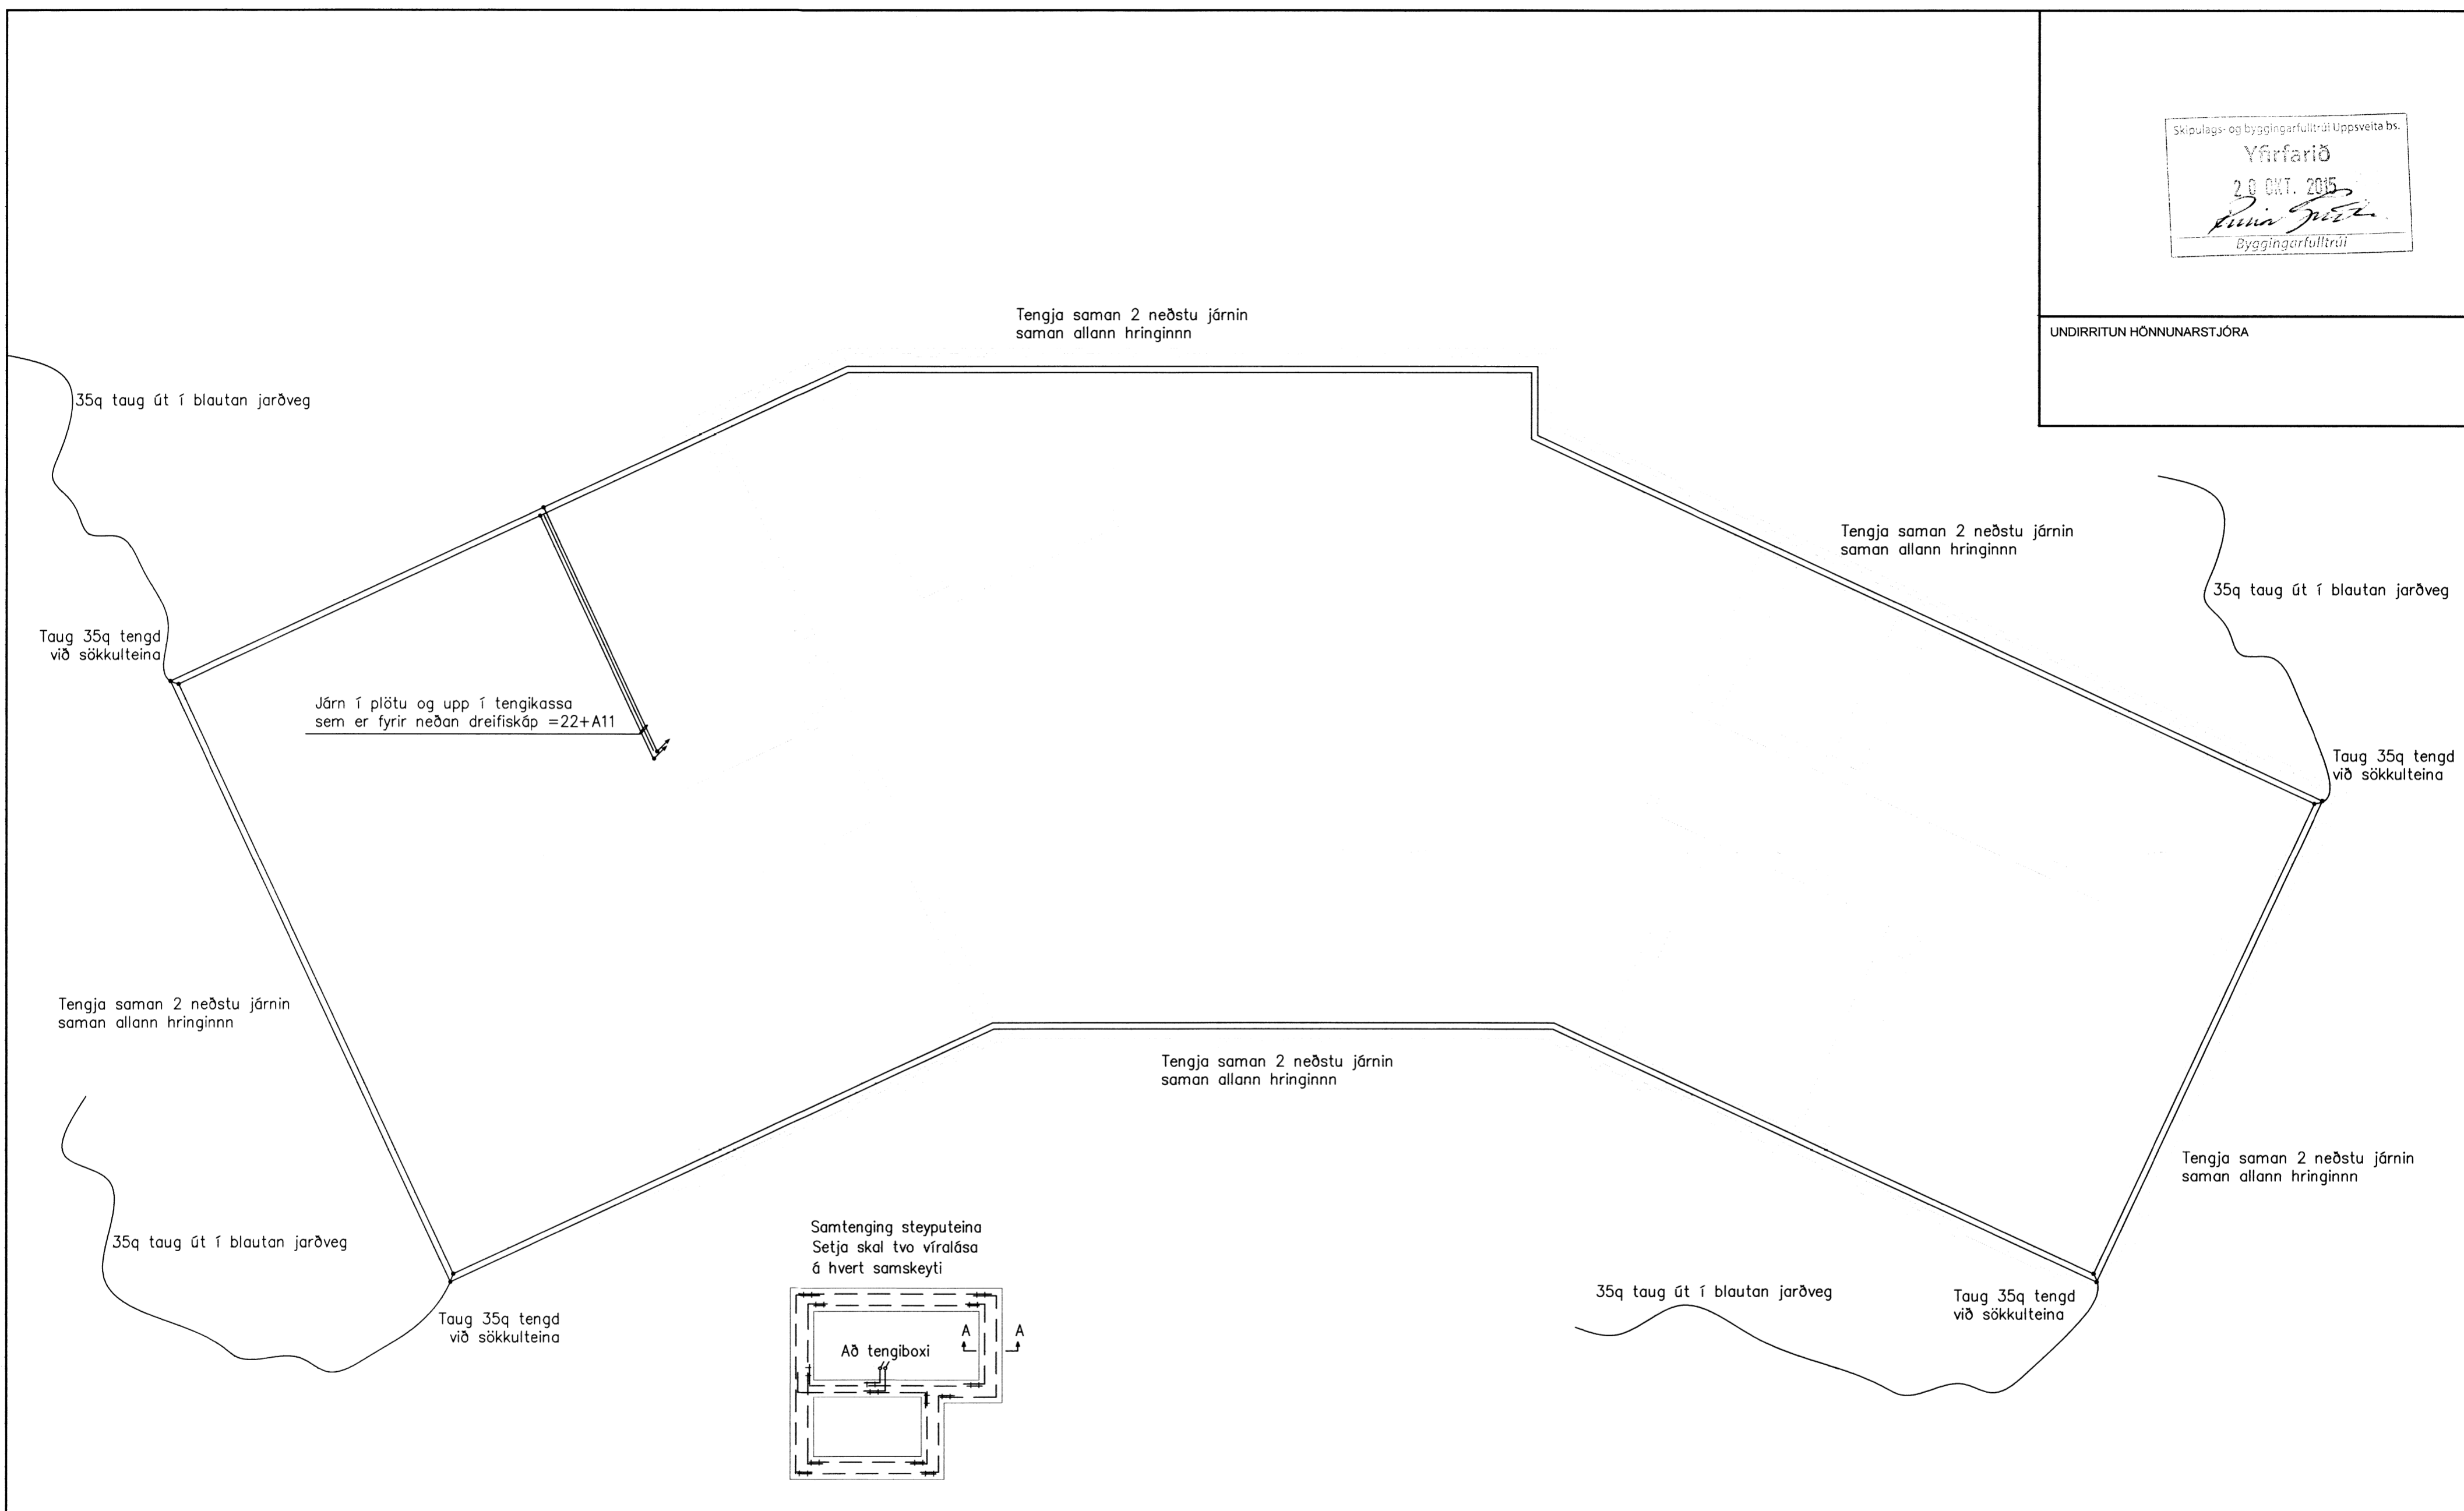 Skipulags- og byggingarfulltrúi Uppsveita bs.
Yfirfarið
20 OKT. 2015
Byggingarfulltrúi
UNDIRRITUN HÖNNUNARSTJÓRA
Tengja saman 2 neðstu járnin
saman allann hringinnn
35q taug út í blautan jarðveg
Tengja saman 2 neðstu járnin
saman allann hringinnn
35q taug út í blautan jarðveg
Taug 35q tengd
við sökkulteina
Járn í plötu og upp í tengikassa
sem er fyrir neðan dreifiskáp =22+A11
Taug 35q tengd
við sökkulteina
Tengja saman 2 neðstu járnin
saman allann hringinnn
Tengja saman 2 neðstu járnin
saman allann hringinnn
Tengja saman 2 neðstu járnin
saman allann hringinnn
35q taug út í blautan jarðveg
Taug 35q tengd
við sökkulteina
Samtenging steyputeina
Setja skal tvo víralása
á hvert samskeyti
Að tengiboxi
A A
35q taug út í blautan jarðveg
Taug 35q tengd
við sökkulteina